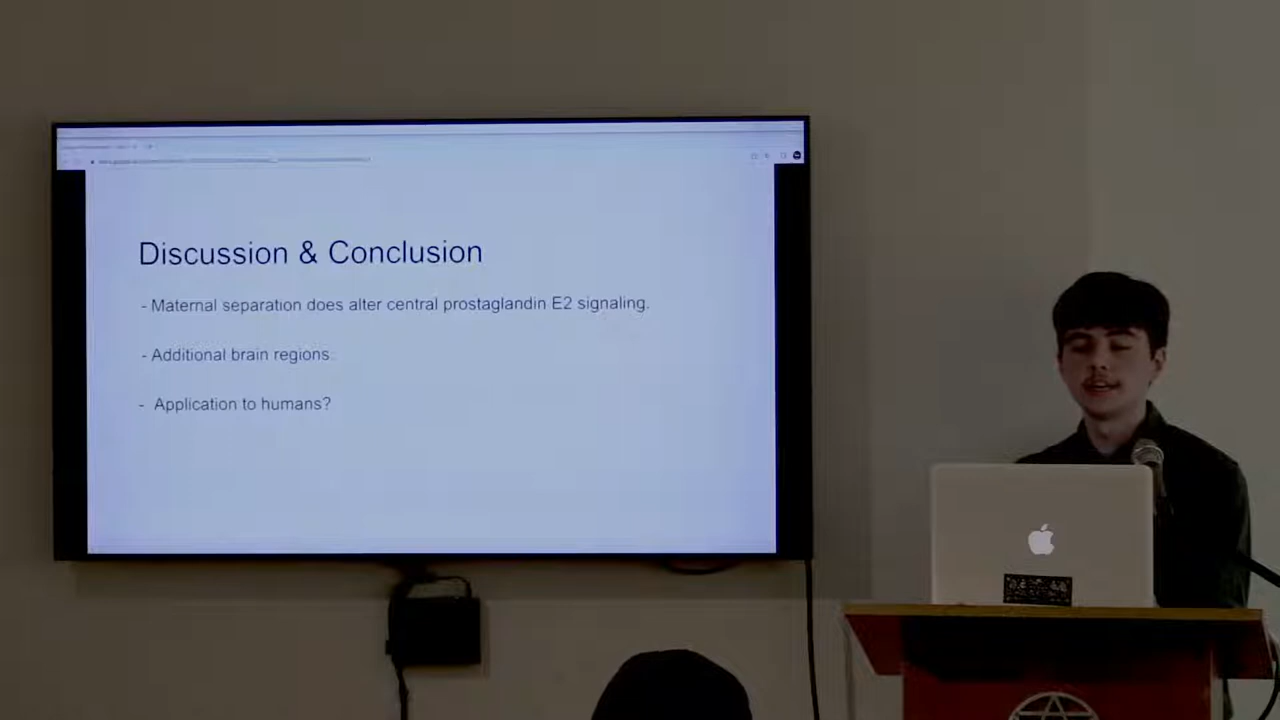 Discussion & Conclusion
- Maternal separation does alter central prostaglandin E2 signaling.
- Additional brain regions.
- Application to humans?